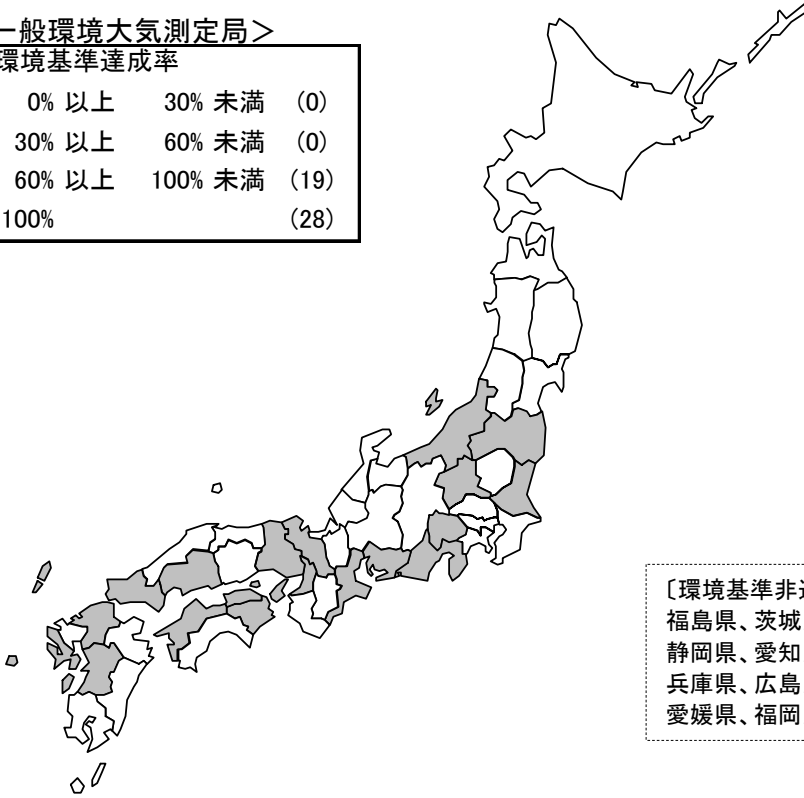 一般環境大気測定局＞
環境基準達成率
0% 以上 30% 未満 (0)
30% 以上 60% 未満 (0)
60% 以上 100% 未満 (19)
100% (28)
〔環境基準非
福島県、茨城
静岡県、愛知
兵庫県、広島
愛媛県、福岡